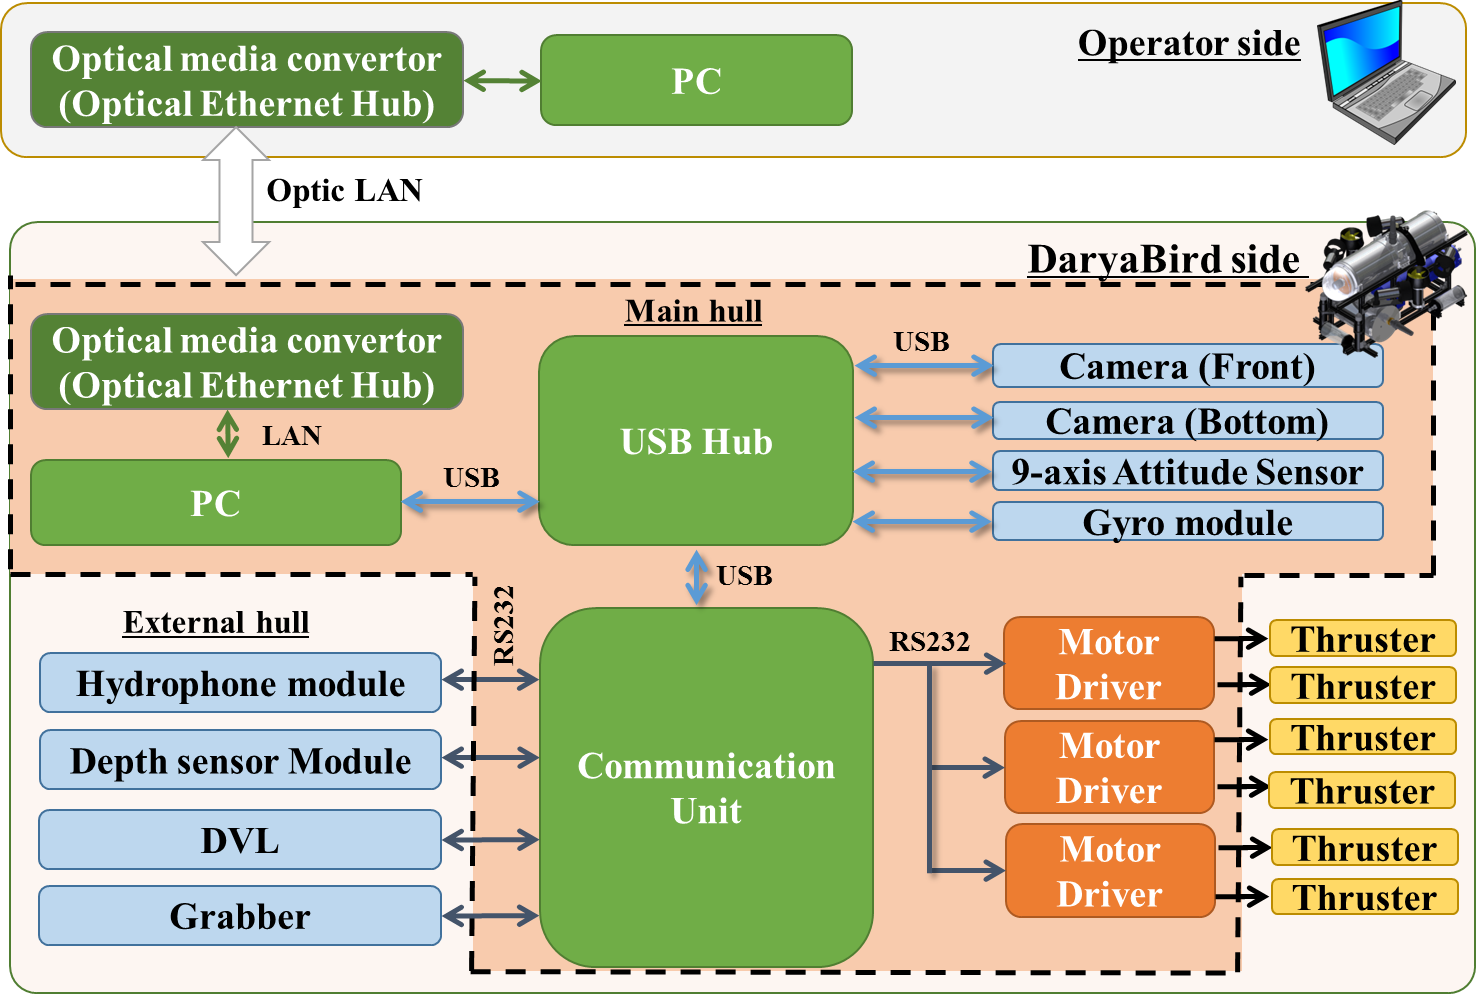 Optical media convertor
(Optical Ethernet Hub)
PC
Operator side
Optic LAN
DaryaBird side
Main hull
Optical media convertor
(Optical Ethernet Hub)
LAN
PC
USB
USB Hub
USB
Camera (Front)
Camera (Bottom)
9-axis Attitude Sensor
Gyro module
USB
External hull
RS232
Hydrophone module
Depth sensor Module
DVL
Grabber
Communication
Unit
RS232
Motor
Driver
Motor
Driver
Motor
Driver
Thruster
Thruster
Thruster
Thruster
Thruster
Thruster